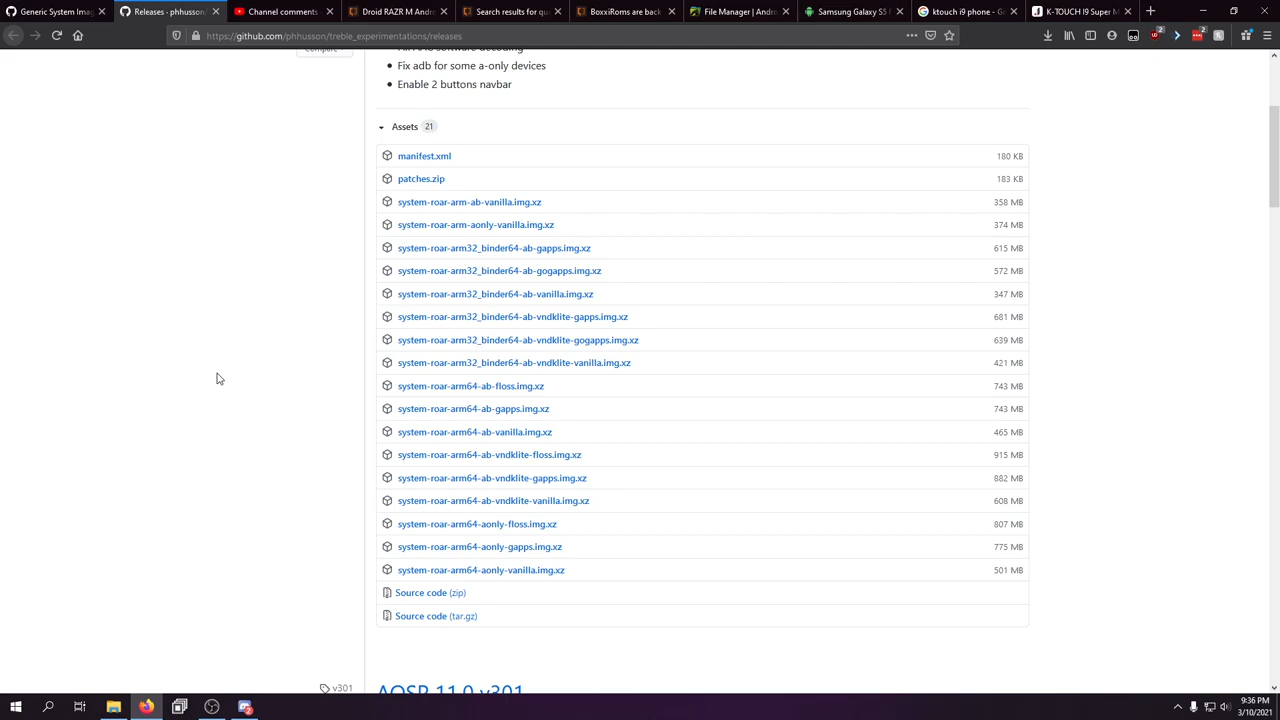 Generic System Imag
Releases · phhusson/tr
Channel comments
Droid RAZR M Andro
Search results for que
BoxxiRoms are back
File Manager | Andro
Samsung Galaxy S5
ktouch i9 phone - Go
K-TOUCH I9 Super M
https://github.com/phhusson/treble_experimentations/releases
Compare
software decoding
Fix adb for some a-only devices
Enable 2 buttons navbar
Assets 21
manifest.xml 180 KB
patches.zip 183 KB
system-roar-arm-ab-vanilla.img.xz 358 MB
system-roar-arm-aonly-vanilla.img.xz 374 MB
system-roar-arm32_binder64-ab-gapps.img.xz 615 MB
system-roar-arm32_binder64-ab-gogapps.img.xz 572 MB
system-roar-arm32_binder64-ab-vanilla.img.xz 347 MB
system-roar-arm32_binder64-ab-vndklite-gapps.img.xz 681 MB
system-roar-arm32_binder64-ab-vndklite-gogapps.img.xz 639 MB
system-roar-arm32_binder64-ab-vndklite-vanilla.img.xz 421 MB
system-roar-arm64-ab-floss.img.xz 743 MB
system-roar-arm64-ab-gapps.img.xz 743 MB
system-roar-arm64-ab-vanilla.img.xz 465 MB
system-roar-arm64-ab-vndklite-floss.img.xz 915 MB
system-roar-arm64-ab-vndklite-gapps.img.xz 882 MB
system-roar-arm64-ab-vndklite-vanilla.img.xz 608 MB
system-roar-arm64-aonly-floss.img.xz 807 MB
system-roar-arm64-aonly-gapps.img.xz 775 MB
system-roar-arm64-aonly-vanilla.img.xz 501 MB
Source code (zip)
Source code (tar.gz)
v301
AOSP 11.0 v301
9:36 PM
3/10/2021